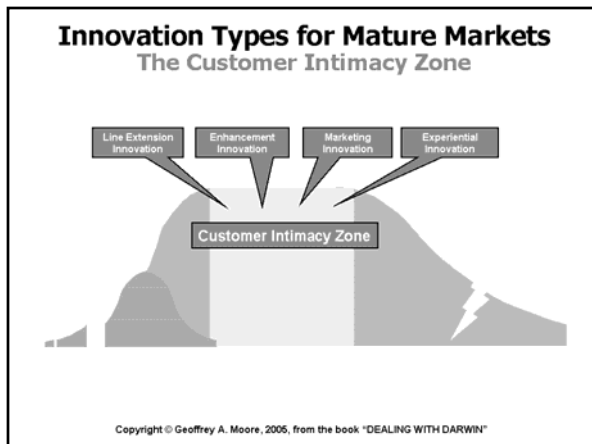 Innovation Types for Mature Markets
The Customer Intimacy Zone
Line Extension
Innovation
Enhancement
Innovation
Marketing
Innovation
Experiential
Innovation
Customer Intimacy Zone
Copyright © Geoffrey A. Moore, 2005, from the book "DEALING WITH DARWIN"